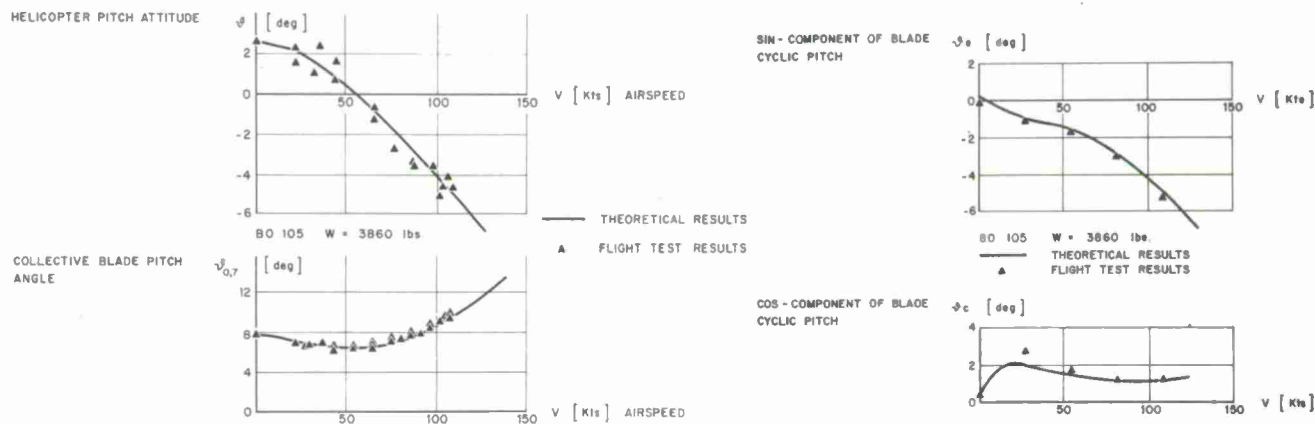 HELICOPTER PITCH ATTITUDE
ϑ [deg]
2
0
-2
-4
-6
50
100
150
V [Kts] AIRSPEED
BO 105 W = 3860 lbs
THEORETICAL RESULTS
FLIGHT TEST RESULTS
COLLECTIVE BLADE PITCH
ANGLE
ϑ0,7 [deg]
12
8
4
0
50
100
150
V [Kts] AIRSPEED
SIN - COMPONENT OF BLADE
CYCLIC PITCH
ϑs [deg]
2
0
-2
-4
-6
50
100
150
V [Kts]
BO 105 W = 3860 lbs.
THEORETICAL RESULTS
FLIGHT TEST RESULTS
COS - COMPONENT OF BLADE
CYCLIC PITCH
ϑc [deg]
4
2
0
50
100
150
V [Kts]